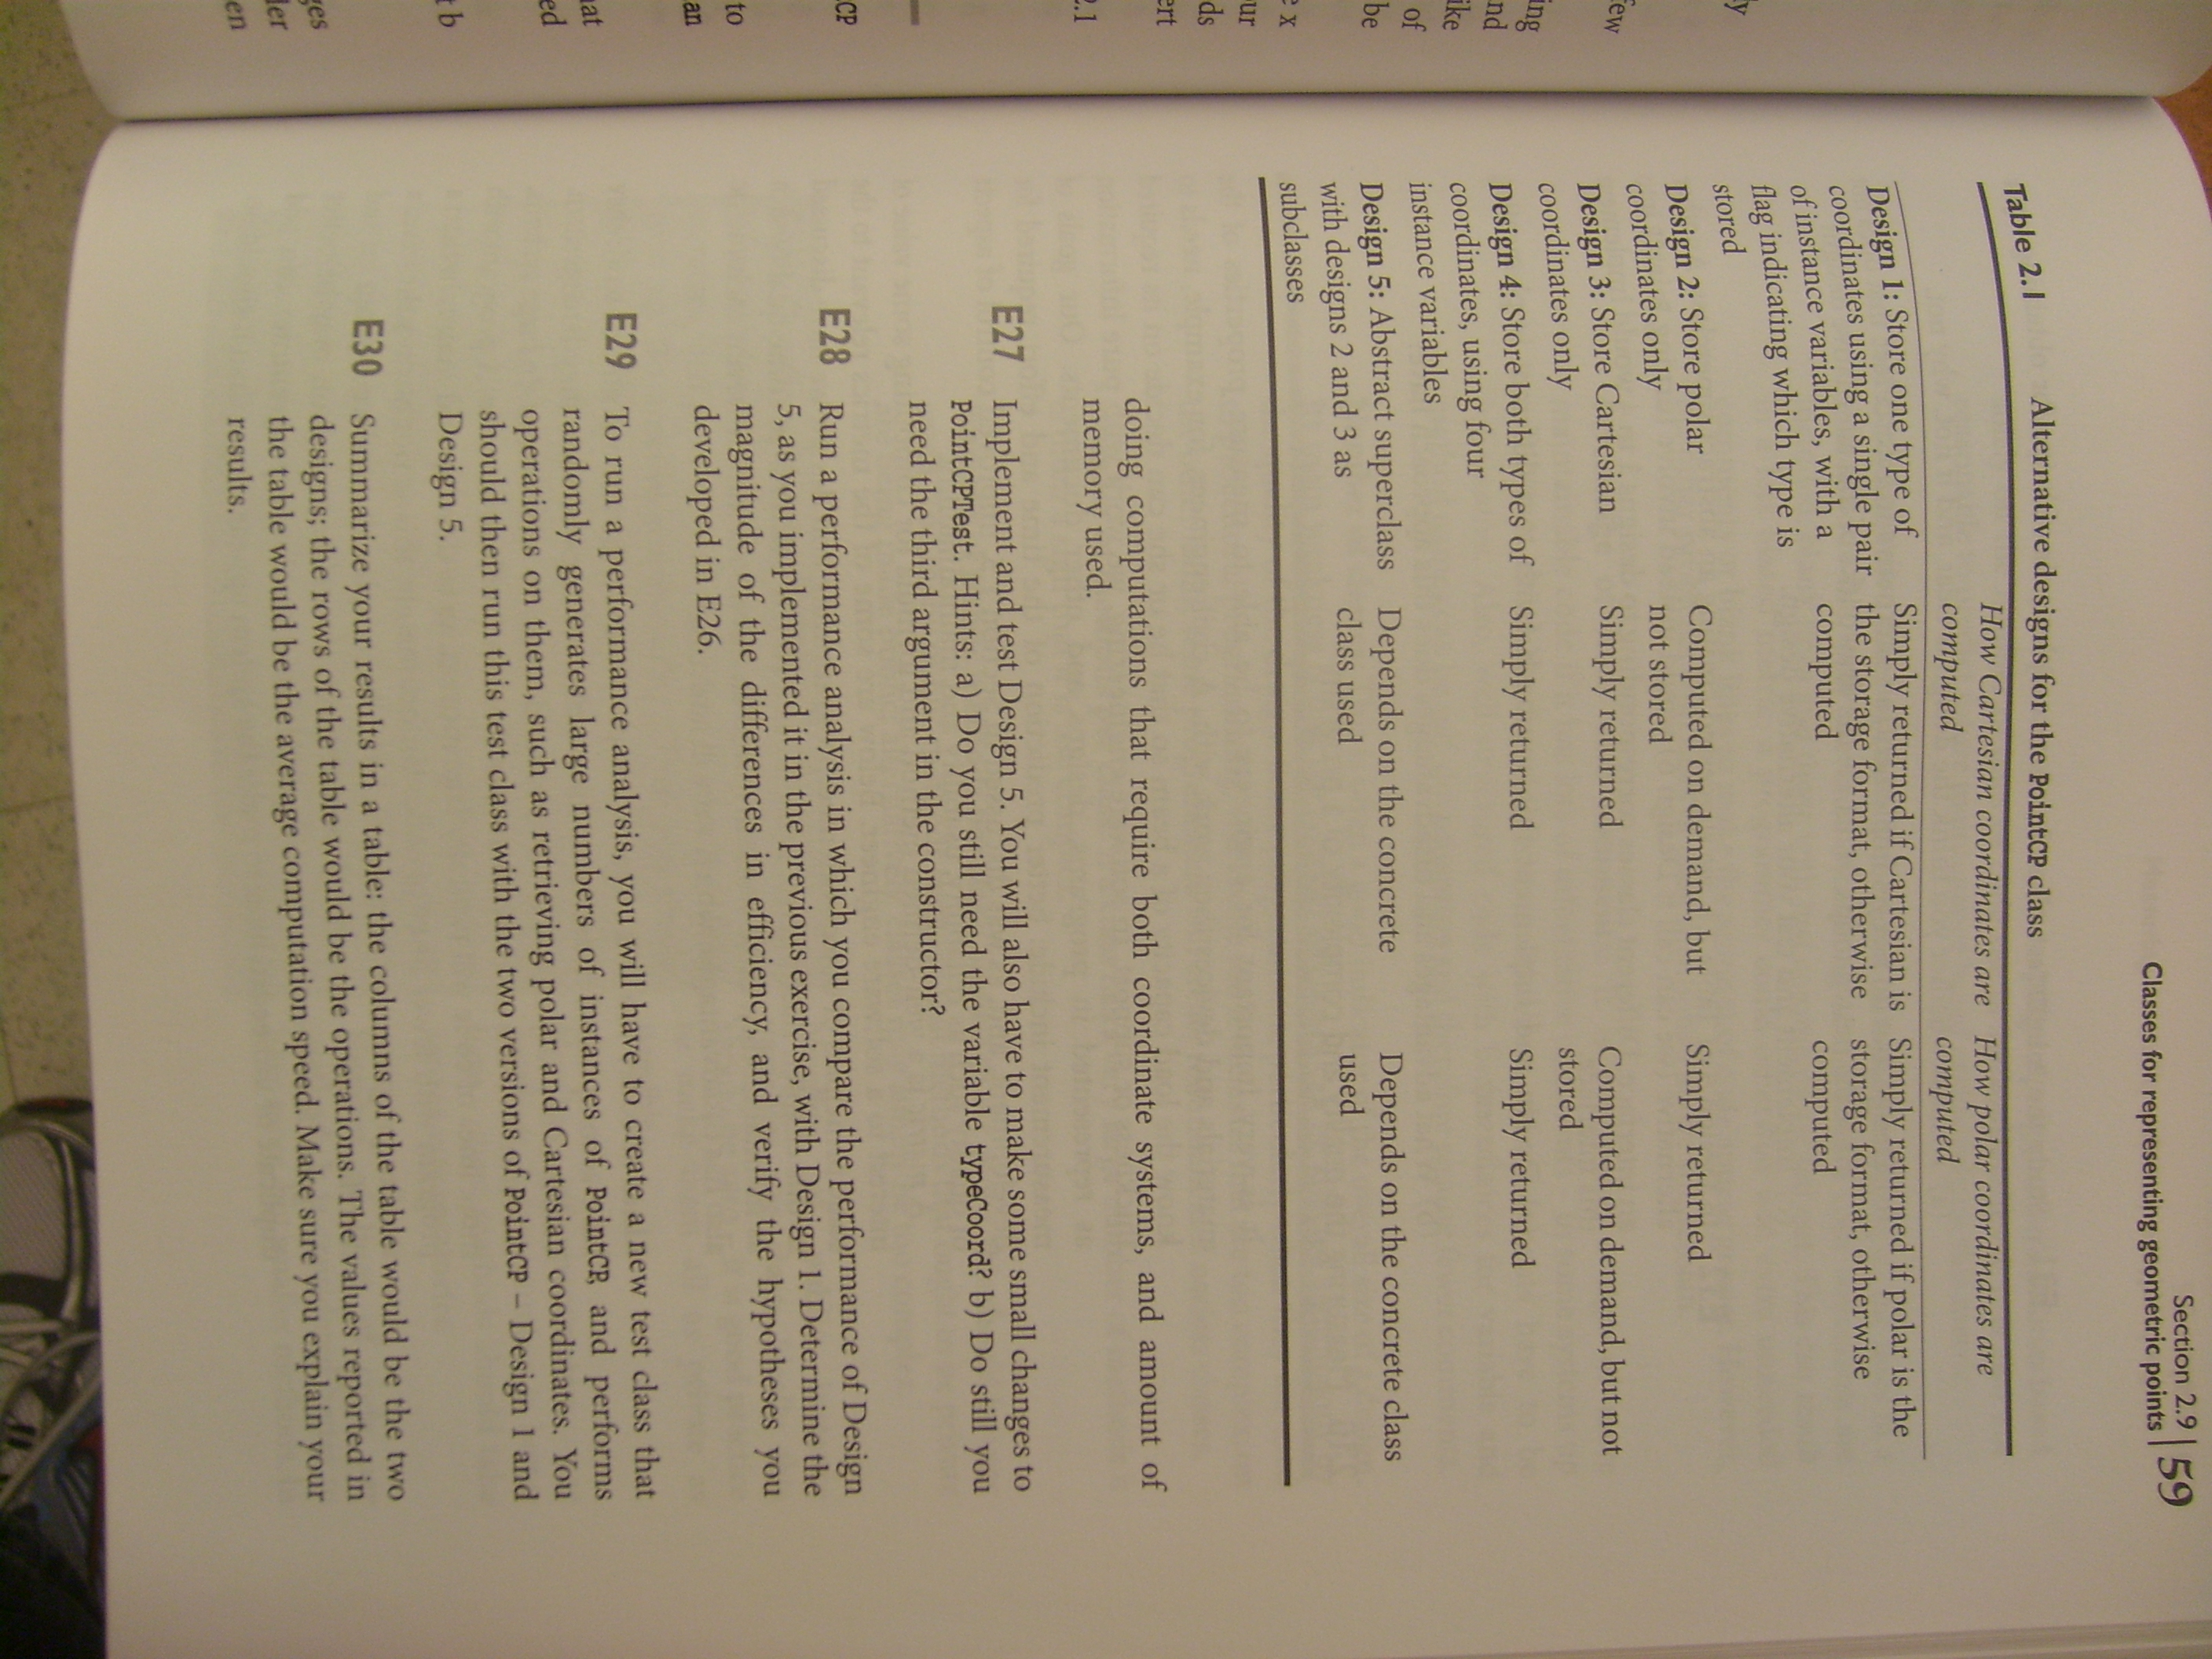 Section 2.9
Classes for representing geometric points | 59
Table 2.1 Alternative designs for the PointCP class
How Cartesian coordinates are computed
How polar coordinates are computed
Design 1: Store one type of
coordinates using a single pair
of instance variables, with a
flag indicating which type is
stored
Simply returned if Cartesian is
the storage format, otherwise
computed
Simply returned if polar is the
storage format, otherwise
computed
Design 2: Store polar
coordinates only
Computed on demand, but
not stored
Simply returned
Design 3: Store Cartesian
coordinates only
Simply returned
Computed on demand, but not
stored
Design 4: Store both types of
coordinates, using four
instance variables
Simply returned
Simply returned
Design 5: Abstract superclass
with designs 2 and 3 as
subclasses
Depends on the concrete
class used
Depends on the concrete class
used
doing computations that require both coordinate systems, and amount of
memory used.
E27 Implement and test Design 5. You will also have to make some small changes to
PointCPTest. Hints: a) Do you still need the variable typeCoord? b) Do still you
need the third argument in the constructor?
E28 Run a performance analysis in which you compare the performance of Design
5, as you implemented it in the previous exercise, with Design 1. Determine the
magnitude of the differences in efficiency, and verify the hypotheses you
developed in E26.
E29 To run a performance analysis, you will have to create a new test class that
randomly generates large numbers of instances of PointCP, and performs
operations on them, such as retrieving polar and Cartesian coordinates. You
should then run this test class with the two versions of PointCP – Design 1 and
Design 5.
E30 Summarize your results in a table: the columns of the table would be the two
designs; the rows of the table would be the operations. The values reported in
the table would be the average computation speed. Make sure you explain your
results.